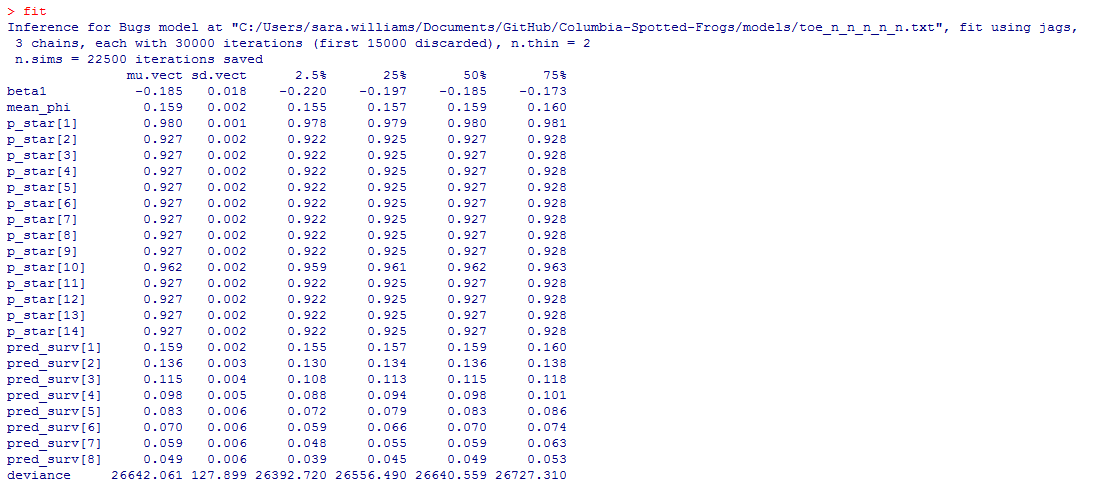 > fit
Inference for Bugs model at "C:/Users/sara.williams/Documents/GitHub/Columbia-Spotted-Frogs/models/toe_n_n_n_n_n.txt", fit using jags,
 3 chains, each with 30000 iterations (first 15000 discarded), n.thin = 2
 n.sims = 22500 iterations saved
               mu.vect sd.vect      2.5%       25%       50%       75%
beta1           -0.185   0.018    -0.220    -0.197    -0.185    -0.173
mean_phi         0.159   0.002     0.155     0.157     0.159     0.160
p_star[1]        0.980   0.001     0.978     0.979     0.980     0.981
p_star[2]        0.927   0.002     0.922     0.925     0.927     0.928
p_star[3]        0.927   0.002     0.922     0.925     0.927     0.928
p_star[4]        0.927   0.002     0.922     0.925     0.927     0.928
p_star[5]        0.927   0.002     0.922     0.925     0.927     0.928
p_star[6]        0.927   0.002     0.922     0.925     0.927     0.928
p_star[7]        0.927   0.002     0.922     0.925     0.927     0.928
p_star[8]        0.927   0.002     0.922     0.925     0.927     0.928
p_star[9]        0.927   0.002     0.922     0.925     0.927     0.928
p_star[10]       0.962   0.002     0.959     0.961     0.962     0.963
p_star[11]       0.927   0.002     0.922     0.925     0.927     0.928
p_star[12]       0.927   0.002     0.922     0.925     0.927     0.928
p_star[13]       0.927   0.002     0.922     0.925     0.927     0.928
p_star[14]       0.927   0.002     0.922     0.925     0.927     0.928
pred_surv[1]     0.159   0.002     0.155     0.157     0.159     0.160
pred_surv[2]     0.136   0.003     0.130     0.134     0.136     0.138
pred_surv[3]     0.115   0.004     0.108     0.113     0.115     0.118
pred_surv[4]     0.098   0.005     0.088     0.094     0.098     0.101
pred_surv[5]     0.083   0.006     0.072     0.079     0.083     0.086
pred_surv[6]     0.070   0.006     0.059     0.066     0.070     0.074
pred_surv[7]     0.059   0.006     0.048     0.055     0.059     0.063
pred_surv[8]     0.049   0.006     0.039     0.045     0.049     0.053
deviance     26642.061 127.899 26392.720 26556.490 26640.559 26727.310